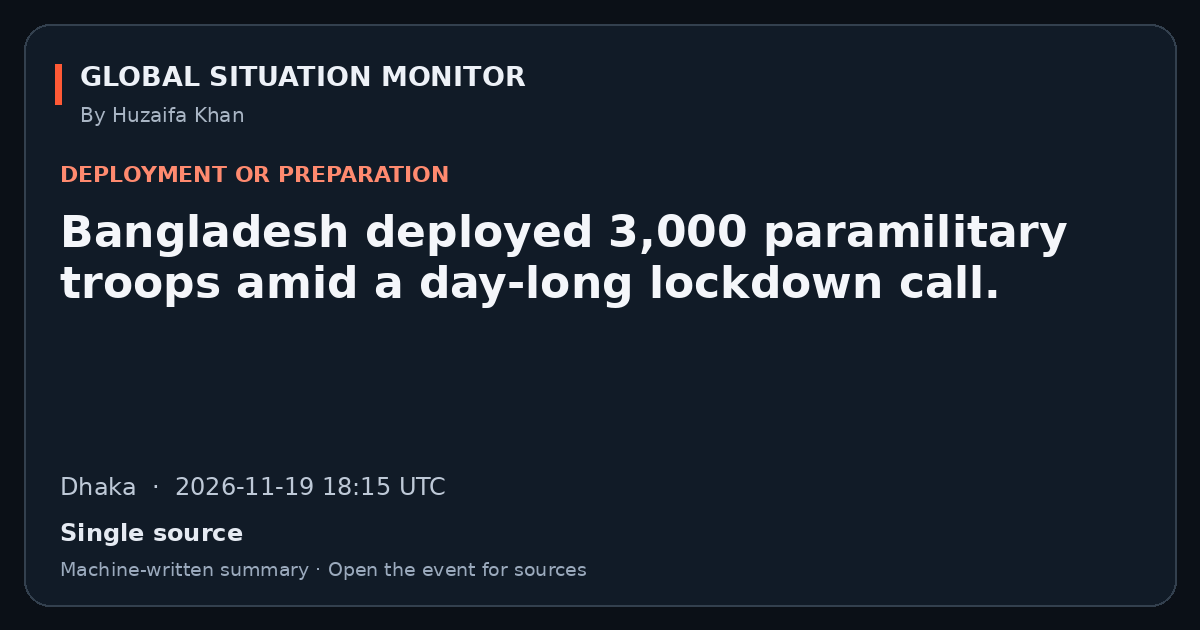 GLOBAL SITUATION MONITOR
By Huzaifa Khan
DEPLOYMENT OR PREPARATION
Bangladesh deployed 3,000 paramilitary
troops amid a day-long lockdown call.
Dhaka · 2026-11-19 18:15 UTC
Single source
Machine-written summary · Open the event for sources